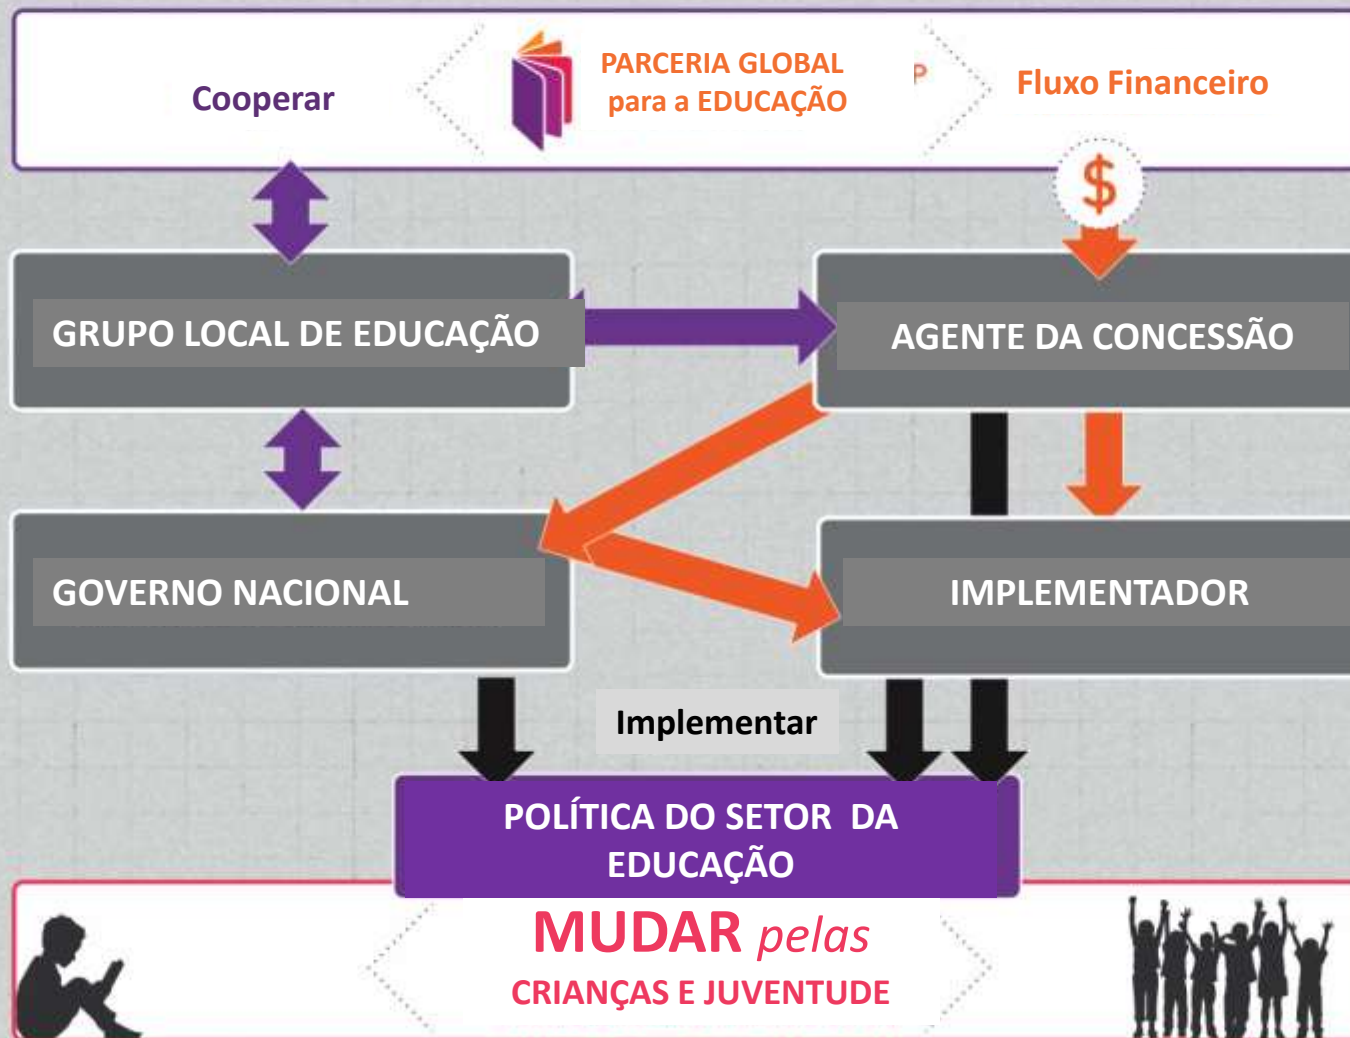 Cooperar
PARCERIA GLOBAL
para a EDUCAÇÃO
P
Fluxo Financeiro
$
GRUPO LOCAL DE EDUCAÇÃO
AGENTE DA CONCESSÃO
GOVERNO NACIONAL
IMPLEMENTADOR
Implementar
POLÍTICA DO SETOR DA
EDUCAÇÃO
MUDAR pelas
CRIANÇAS E JUVENTUDE